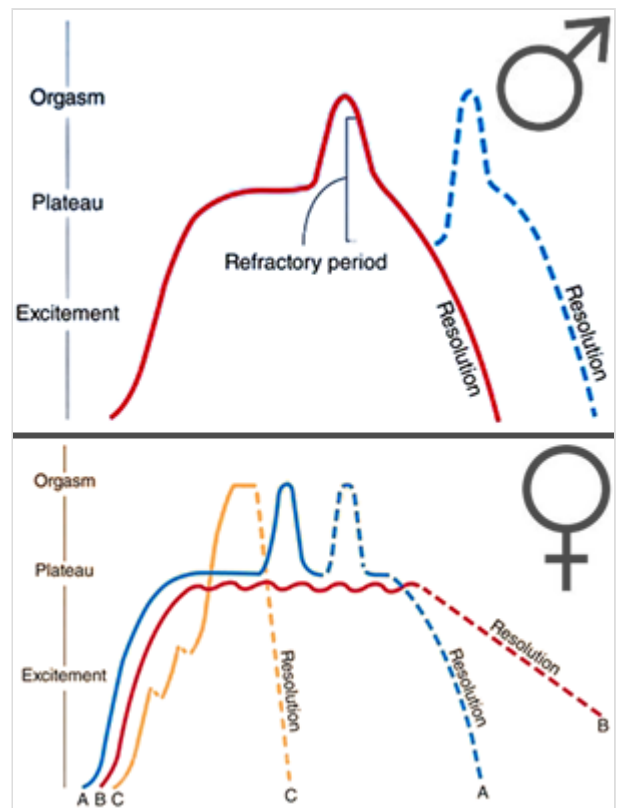 Orgasm
Plateau
Refractory period
Excitement
Resolution
Resolution
Orgasm
Plateau
Excitement
Resolution
Resolution
Resolution
B
A B C
C
A